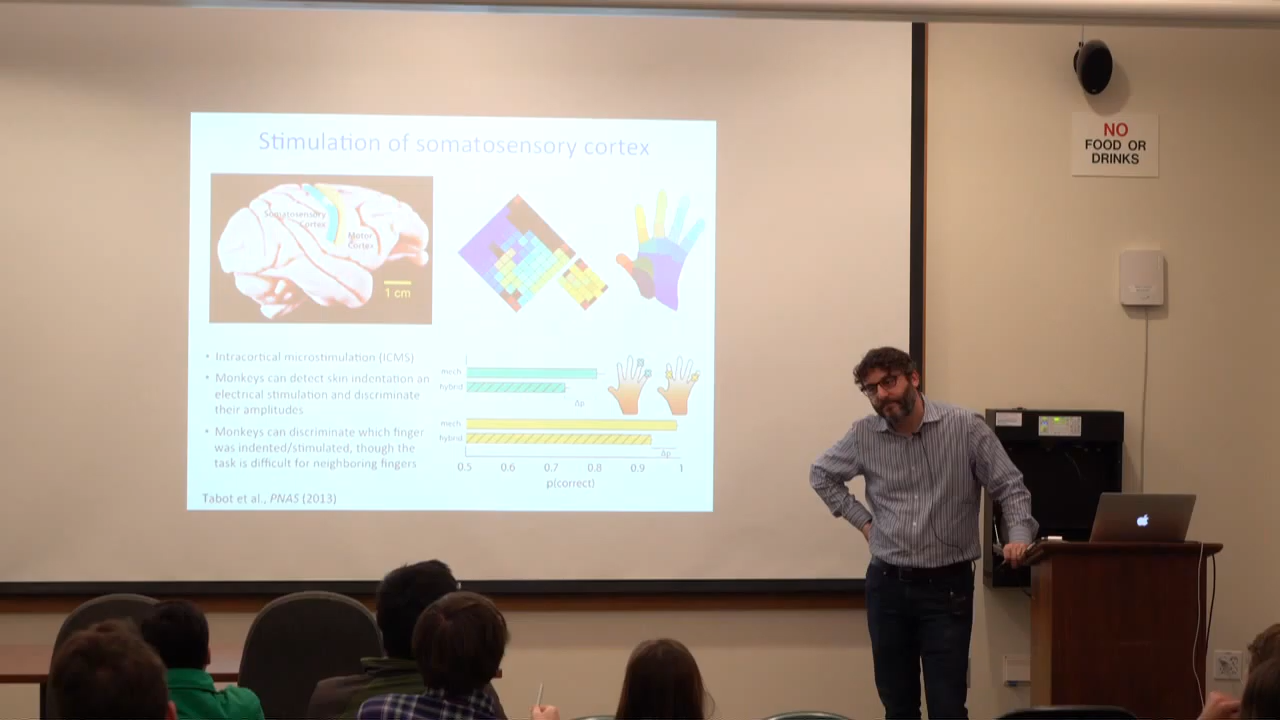 Stimulation of somatosensory cortex
Somatosensory
Cortex
Motor
Cortex
1 cm
• Intracortical microstimulation (ICMS)
• Monkeys can detect skin indentation an
electrical stimulation and discriminate
their amplitudes
• Monkeys can discriminate which finger
was indented/stimulated, though the
task is difficult for neighboring fingers
Tabot et al., PNAS (2013)
mech
hybrid
Δp
mech
hybrid
Δp
0.5 0.6 0.7 0.8 0.9 1
p(correct)
NO
FOOD OR
DRINKS